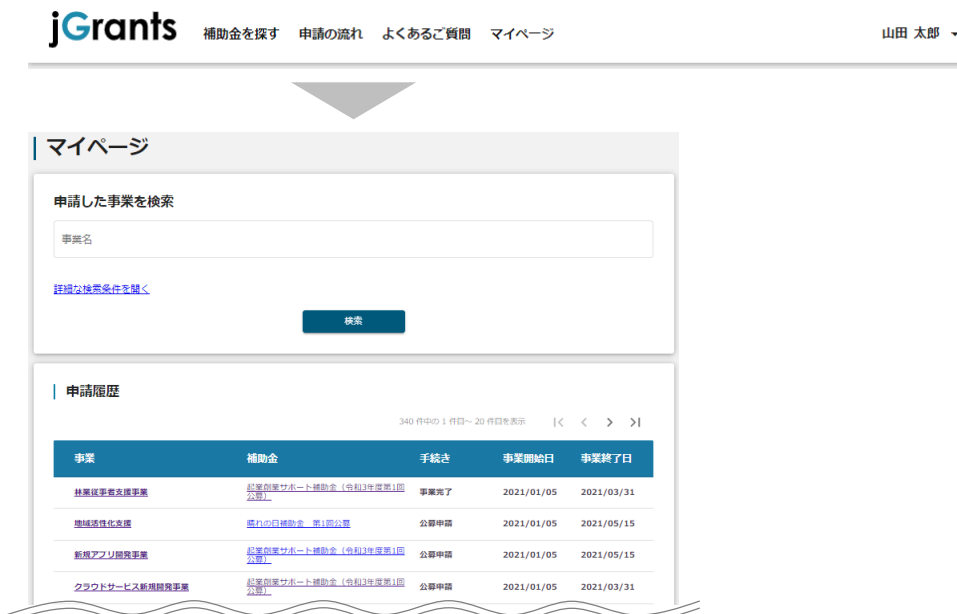 jGrants 補助金を探す 申請の流れ よくあるご質問 マイページ 山田 太郎
マイページ
申請した事業を検索
事業名
詳細な検索条件を開く
検索
申請履歴
340 件中の 1 件目～ 20 件目を表示
事業 補助金 手続き 事業開始日 事業終了日
林業従事者支援事業 起業創業サポート補助金（令和3年度第1回 事業完了 2021/01/05 2021/03/31
公募）
地域活性化支援 晴れの日補助金 第1回公募 公募申請 2021/01/05 2021/05/15
新規アプリ開発事業 起業創業サポート補助金（令和3年度第1回 公募申請 2021/01/05 2021/05/15
公募）
クラウドサービス新規開発事業 起業創業サポート補助金（令和3年度第1回 公募申請 2021/01/05 2021/03/31
公募）